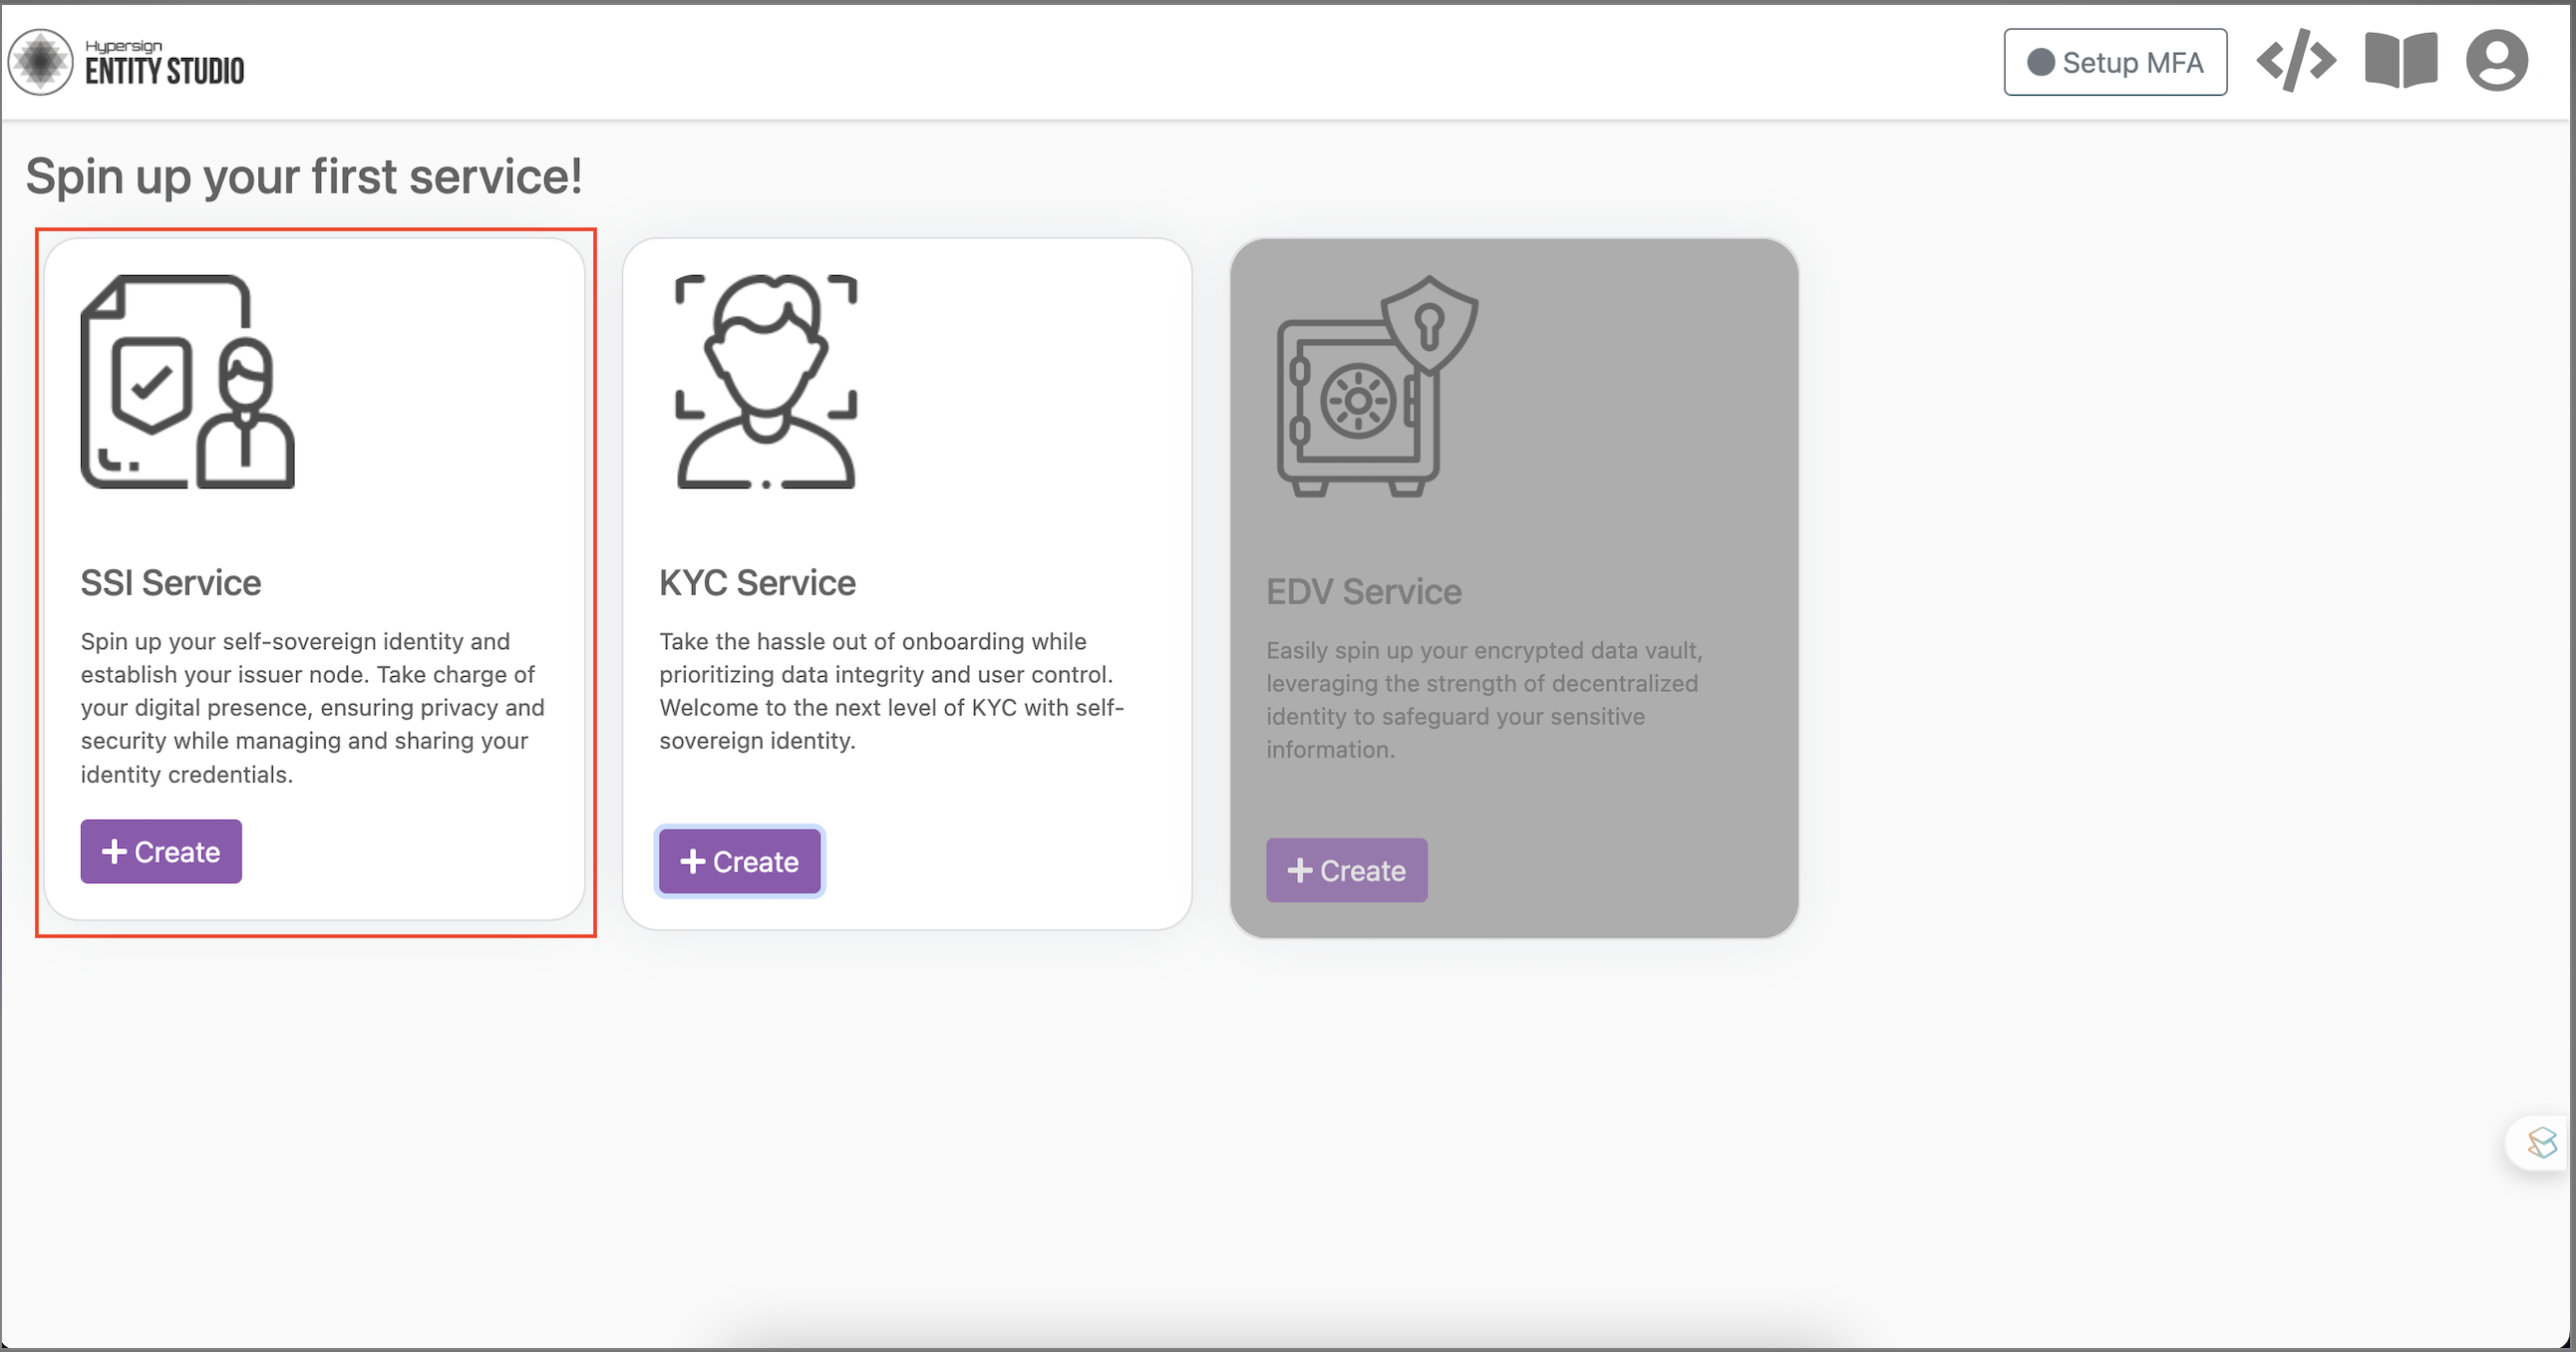 Hypersign
ENTITY STUDIO
Setup MFA
Spin up your first service!
SSI Service
Spin up your self-sovereign identity and
establish your issuer node. Take charge of
your digital presence, ensuring privacy and
security while managing and sharing your
identity credentials.
+ Create
KYC Service
Take the hassle out of onboarding while
prioritizing data integrity and user control.
Welcome to the next level of KYC with self-
sovereign identity.
+ Create
EDV Service
Easily spin up your encrypted data vault,
leveraging the strength of decentralized
identity to safeguard your sensitive
information.
+ Create